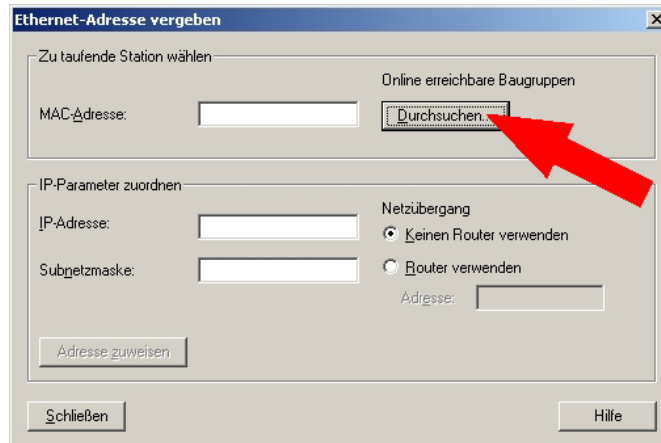 Ethernet-Adresse vergeben
Zu taufende Station wählen
Online erreichbare Baugruppen
MAC-Adresse:
Durchsuchen...
IP-Parameter zuordnen
Netzübergang
IP-Adresse:
Keinen Router verwenden
Subnetzmaske:
Router verwenden
Adresse:
Adresse zuweisen
Schließen
Hilfe